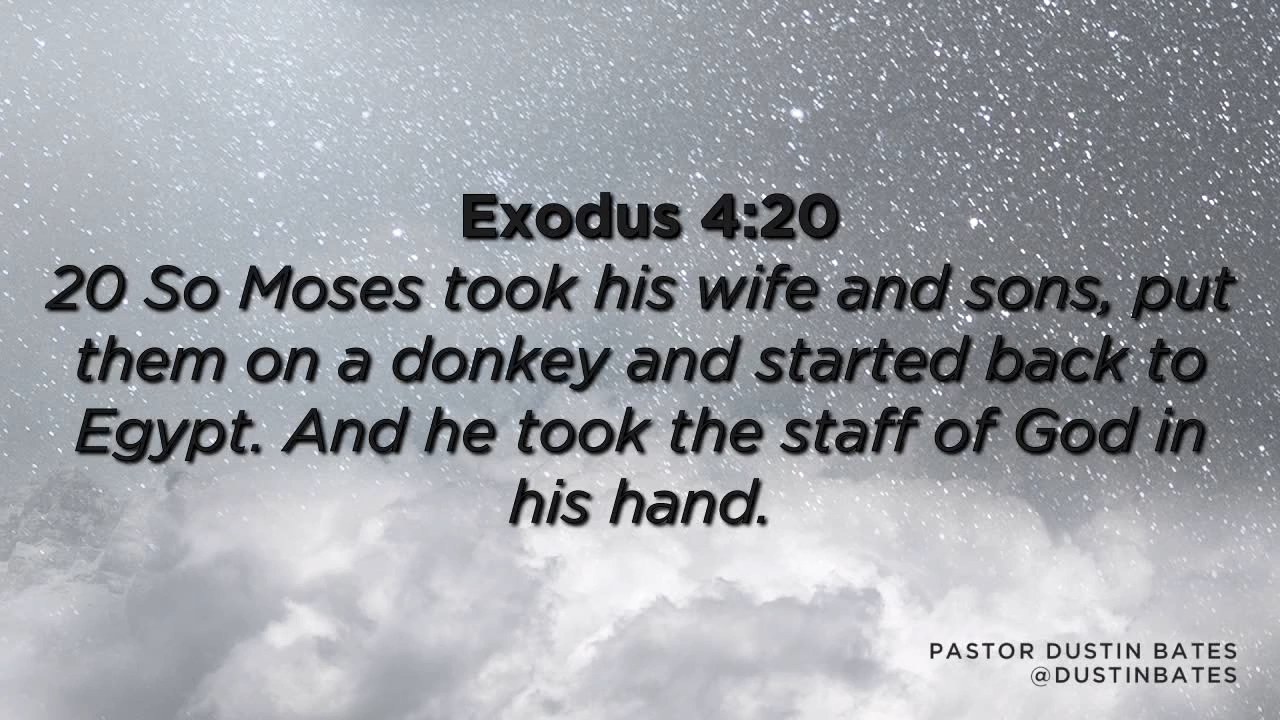 Exodus 4:20
20 So Moses took his wife and sons, put
them on a donkey and started back to
Egypt. And he took the staff of God in
his hand.
PASTOR DUSTIN BATES
@DUSTINBATES